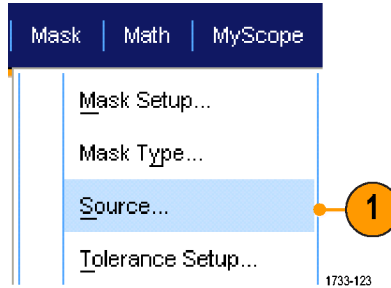 Mask | Math | MyScope
Mask Setup...
Mask Type...
Source...
1
Tolerance Setup...
1733-123